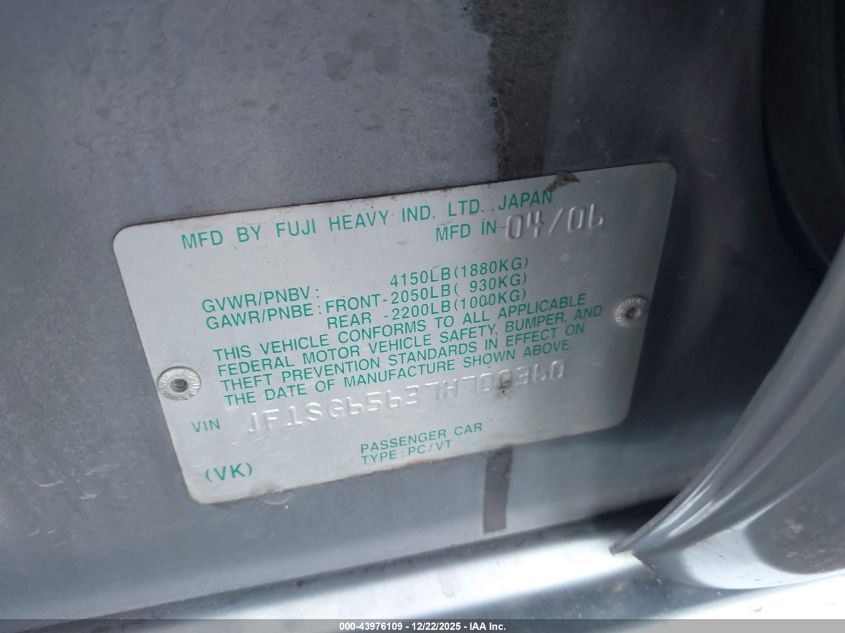 MFD BY FUJI HEAVY IND. LTD. JAPAN
MFD IN 04/06
GVWR/PNBV: 4150LB(1880KG)
GAWR/PNBE: FRONT-2050LB( 930KG)
REAR -2200LB(1000KG)
THIS VEHICLE CONFORMS TO ALL APPLICABLE
FEDERAL MOTOR VEHICLE SAFETY, BUMPER, AND
THEFT PREVENTION STANDARDS IN EFFECT ON
THE DATE OF MANUFACTURE SHOWN ABOVE.
VIN JF1SG65637H700360
PASSENGER CAR
(VK) TYPE:PC/VT
000-43976109 - 12/22/2025 - IAA Inc.